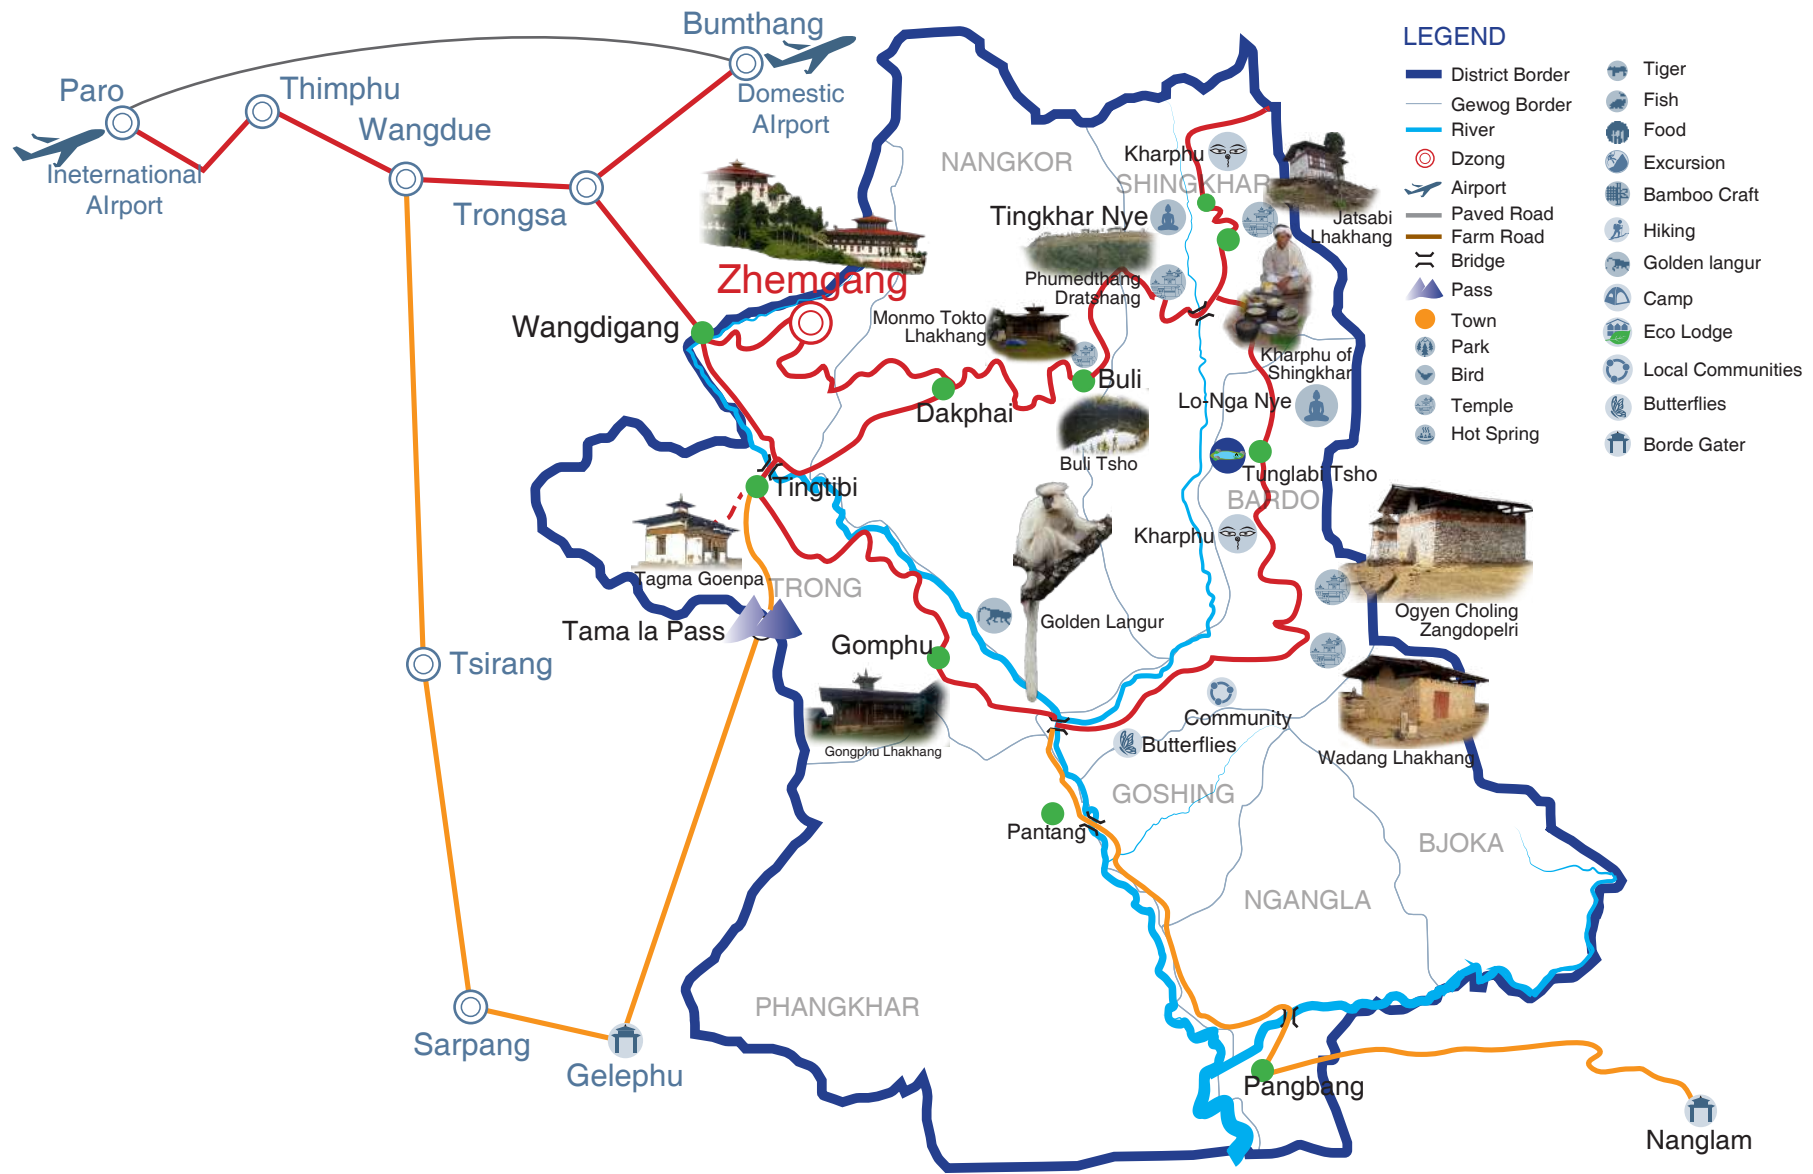 Bumthang
Domestic
AIrport
Paro
Ineternational
AIrport
Thimphu
Wangdue
Trongsa
Zhemgang
Wangdigang
NANGKOR
Kharphu
SHINGKHAR
Tingkhar Nye
Jatsabi
Lhakhang
Phumedthang
Dratshang
Monmo Tokto
Lhakhang
Kharphu of
Shingkhar
Buli
Dakphai
Lo-Nga Nye
Buli Tsho
Tunglabi Tsho
BARDO
Tingtibi
Kharphu
Tagma Goenpa
TRONG
Tama la Pass
Golden Langur
Ogyen Choling
Zangdopelri
Gomphu
Tsirang
Community
Gongphu Lhakhang
Butterflies
Wadang Lhakhang
GOSHING
Pantang
BJOKA
NGANGLA
PHANGKHAR
Sarpang
Gelephu
Pangbang
Nanglam
LEGEND
District Border
Gewog Border
River
Dzong
Airport
Paved Road
Farm Road
Bridge
Pass
Town
Park
Bird
Temple
Hot Spring
Tiger
Fish
Food
Excursion
Bamboo Craft
Hiking
Golden langur
Camp
Eco Lodge
Local Communities
Butterflies
Borde Gater